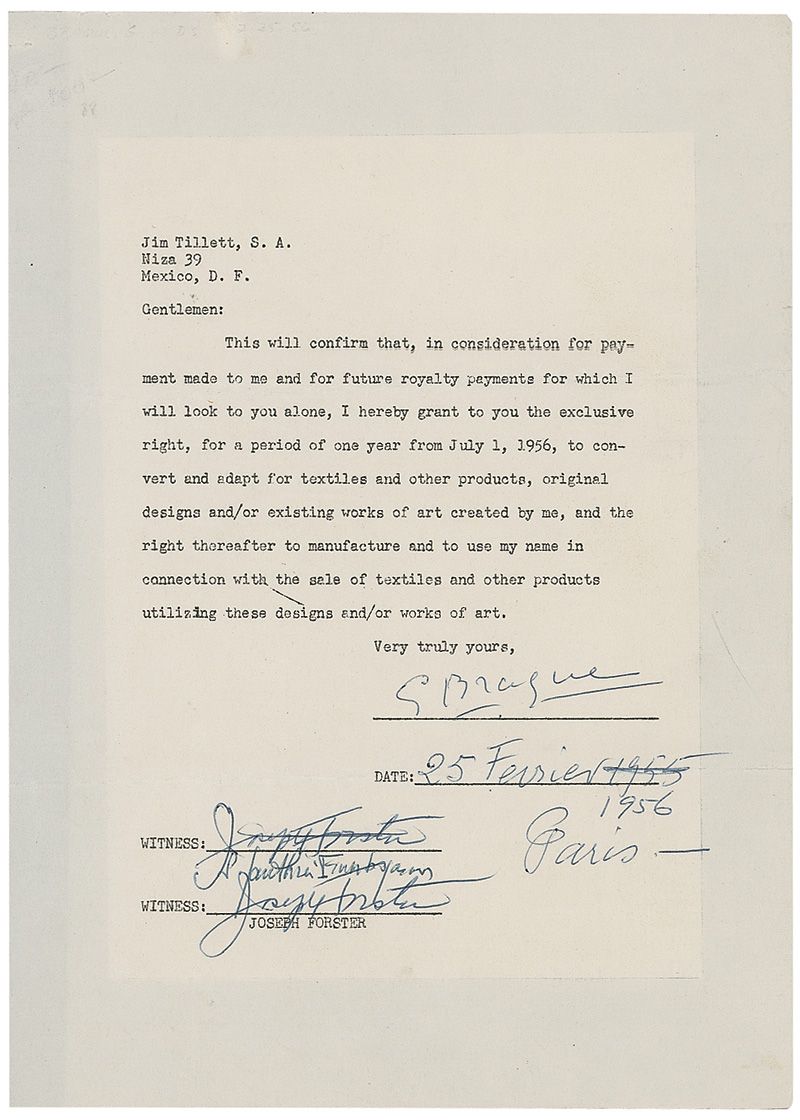 Jim Tillett, S. A.
Niza 39
Mexico, D. F.
Gentlemen:
This will confirm that, in consideration for pay-
ment made to me and for future royalty payments for which I
will look to you alone, I hereby grant to you the exclusive
right, for a period of one year from July 1, 1956, to con-
vert and adapt for textiles and other products, original
designs and/or existing works of art created by me, and the
right thereafter to manufacture and to use my name in
connection with the sale of textiles and other products
utilizing these designs and/or works of art.
Very truly yours,
G Braque
DATE: 25 Fevrier 1955
1956
Paris —
WITNESS: Joseph Forster
WITNESS: Joseph Forster
JOSEPH FORSTER